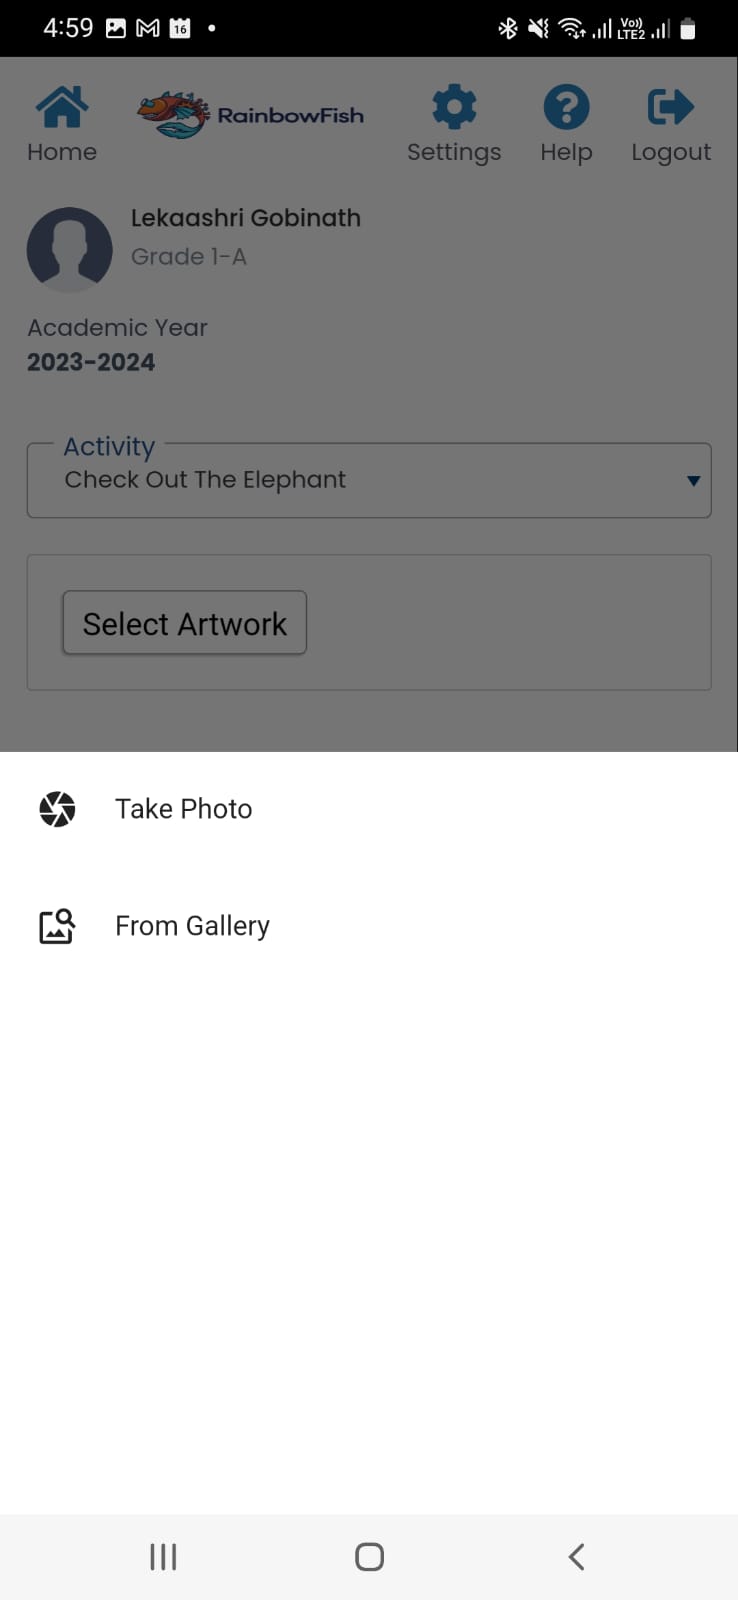 4:59 16 Vo)) LTE2
Home RainbowFish Settings Help Logout
Lekaashri Gobinath
Grade 1-A
Academic Year
2023-2024
Activity
Check Out The Elephant
Select Artwork
Take Photo
From Gallery